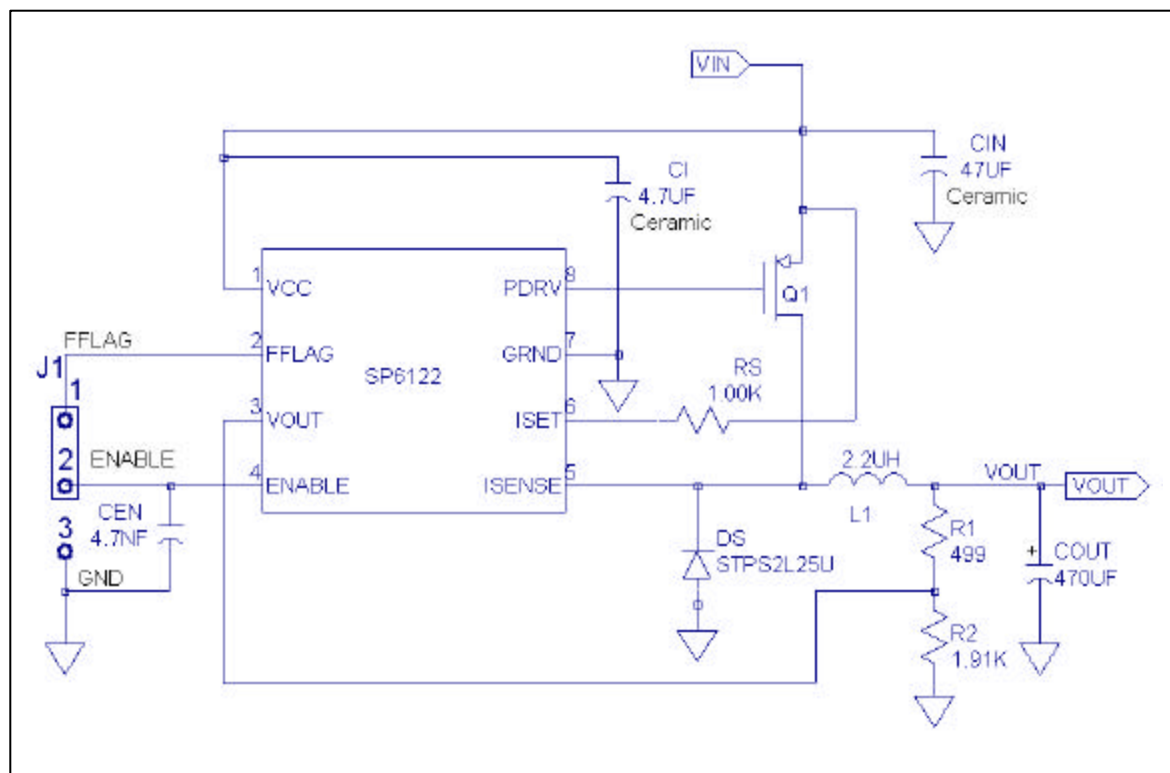 VIN
CIN
47UF
Ceramic
CI
4.7UF
Ceramic
1
VCC
8
PDRV
Q1
FFLAG
2
FFLAG
7
GRND
J1
1
SP6122
RS
1.00K
3
VOUT
6
ISET
2
ENABLE
4
ENABLE
5
ISENSE
2.2UH
L1
VOUT
VOUT
CEN
4.7NF
3
GND
DS
STPS2L25U
R1
499
+
COUT
470UF
R2
1.91K